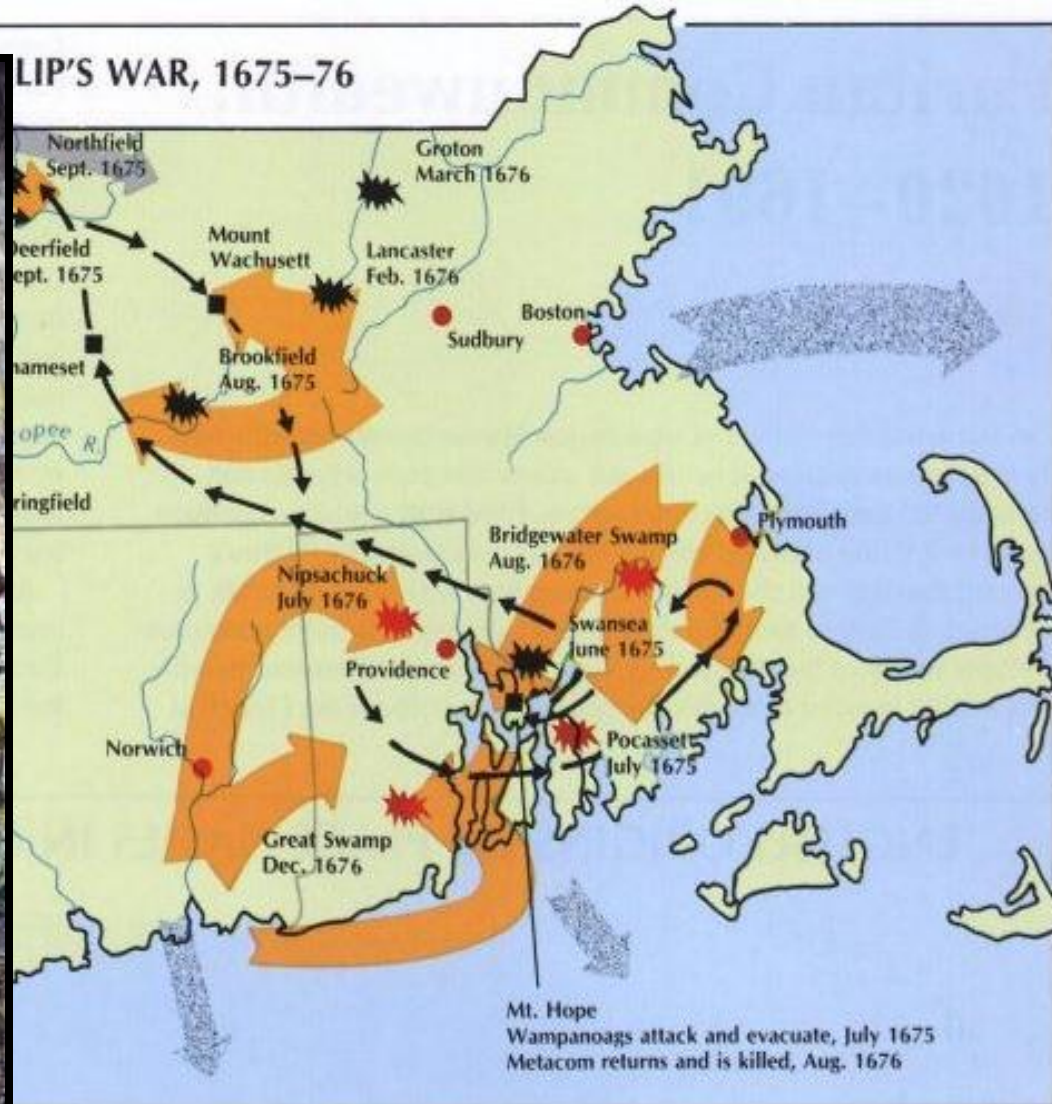 LIP'S WAR, 1675–76
Northfield
Sept. 1675
Groton
March 1676
Deerfield
ept. 1675
Mount
Wachusett
Lancaster
Feb. 1676
Boston
Sudbury
hameset
Brookfield
Aug. 1675
opee R.
ringfield
Plymouth
Bridgewater Swamp
Aug. 1676
Nipsachuck
July 1676
Swansea
June 1675
Providence
Norwich
Pocassett
July 1675
Great Swamp
Dec. 1676
Mt. Hope
Wampanoags attack and evacuate, July 1675
Metacom returns and is killed, Aug. 1676